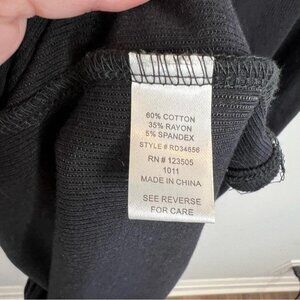 60% COTTON
35% RAYON
5% SPANDEX
STYLE # RD34656
RN # 123505
1011
MADE IN CHINA
SEE REVERSE
FOR CARE